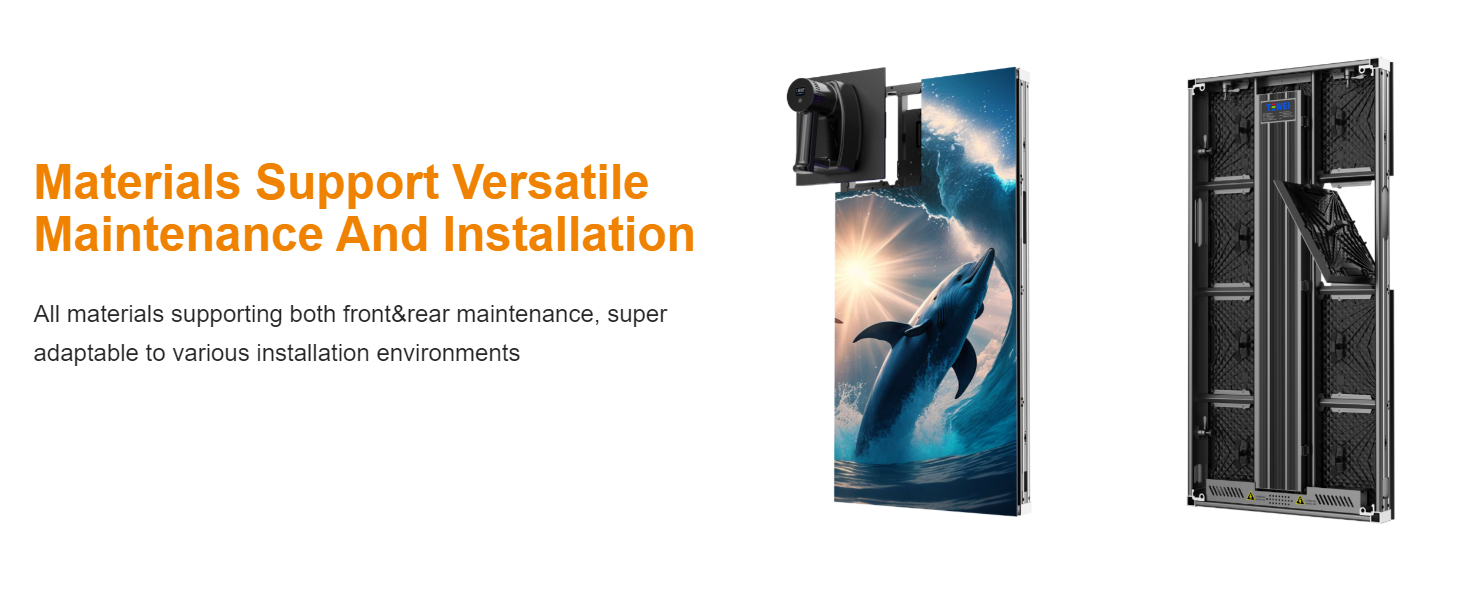 Materials Support Versatile
Maintenance And Installation
All materials supporting both front&rear maintenance, super
adaptable to various installation environments